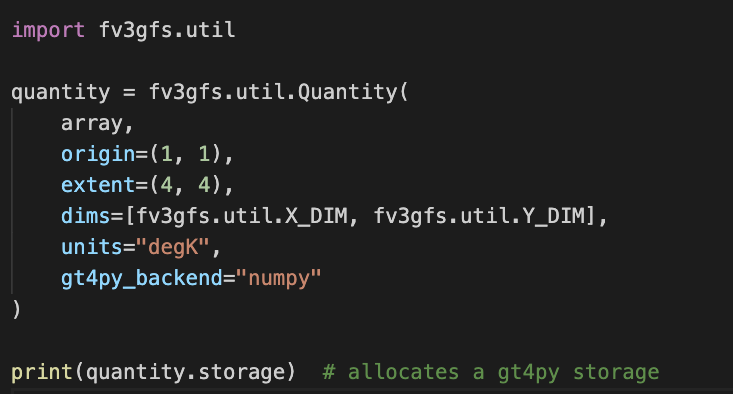 import fv3gfs.util
quantity = fv3gfs.util.Quantity(
    array,
    origin=(1, 1),
    extent=(4, 4),
    dims=[fv3gfs.util.X_DIM, fv3gfs.util.Y_DIM],
    units="degK",
    gt4py_backend="numpy"
)
print(quantity.storage)  # allocates a gt4py storage